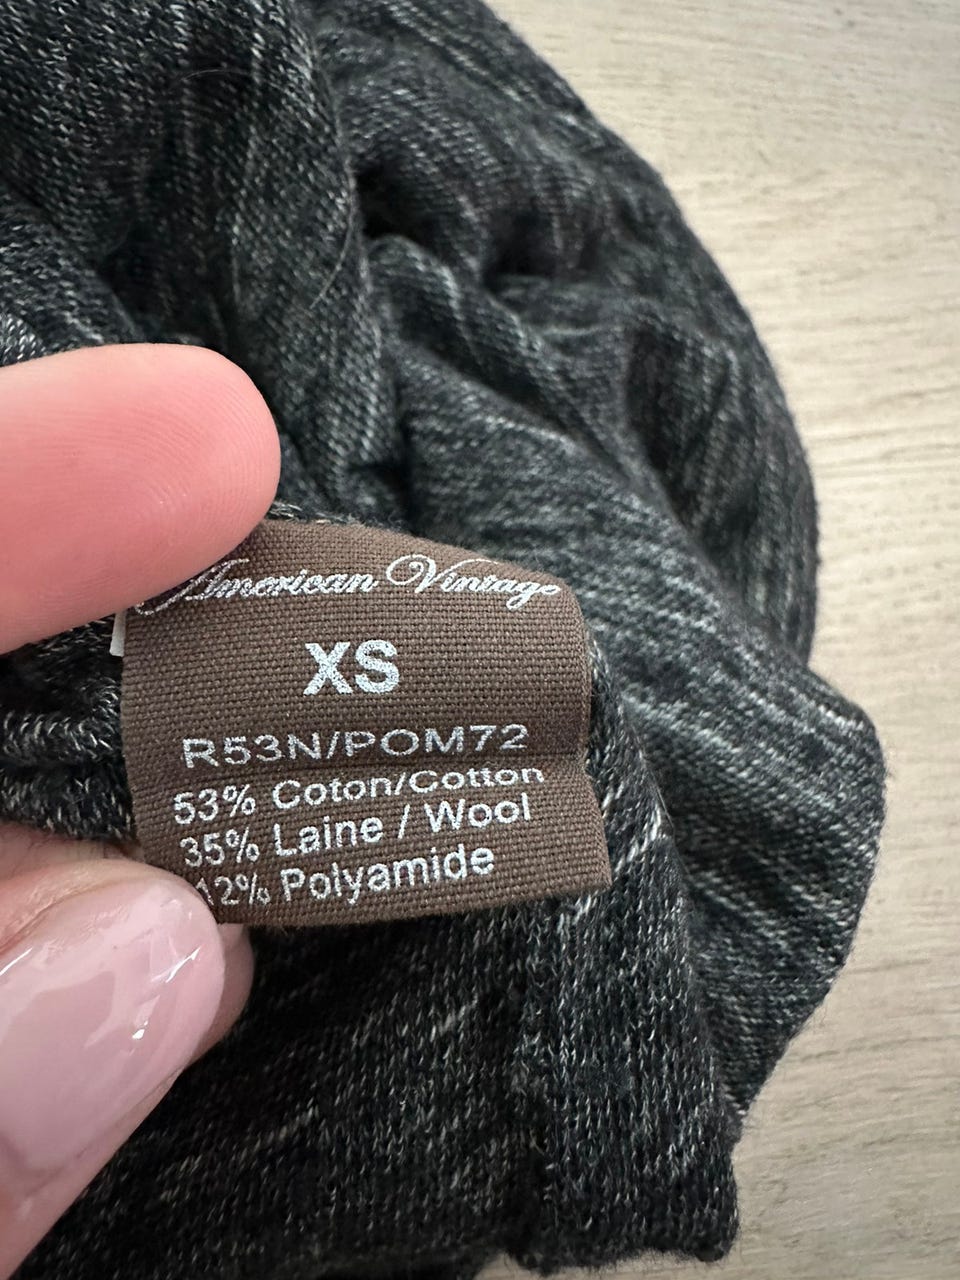 American Vintage
XS
R53N/POM72
53% Coton/Cotton
35% Laine / Wool
12% Polyamide